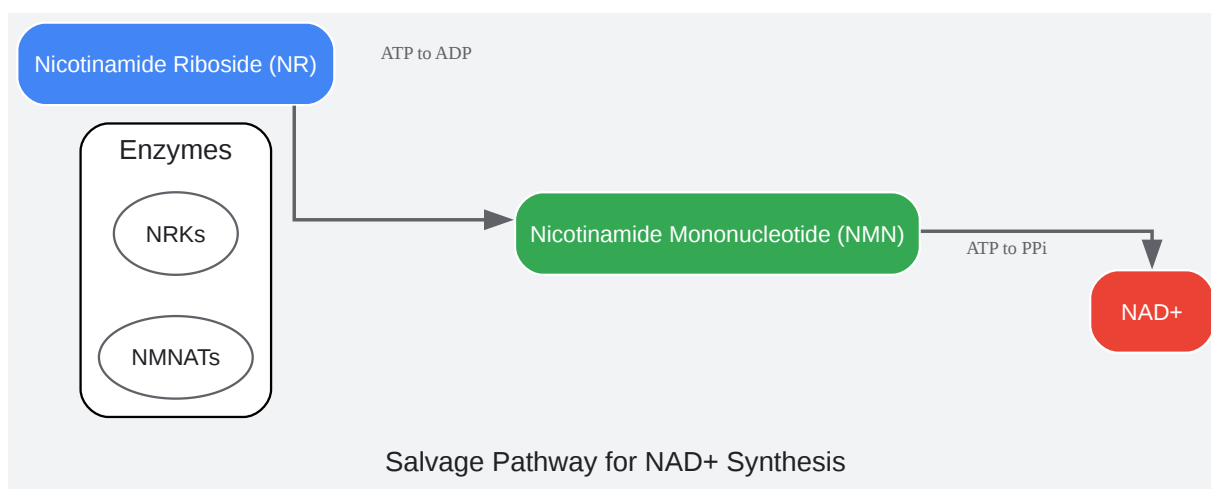 Nicotinamide Riboside (NR)
ATP to ADP
Enzymes
NRKs
NMNATs
Nicotinamide Mononucleotide (NMN)
ATP to PPi
NAD+
Salvage Pathway for NAD+ Synthesis